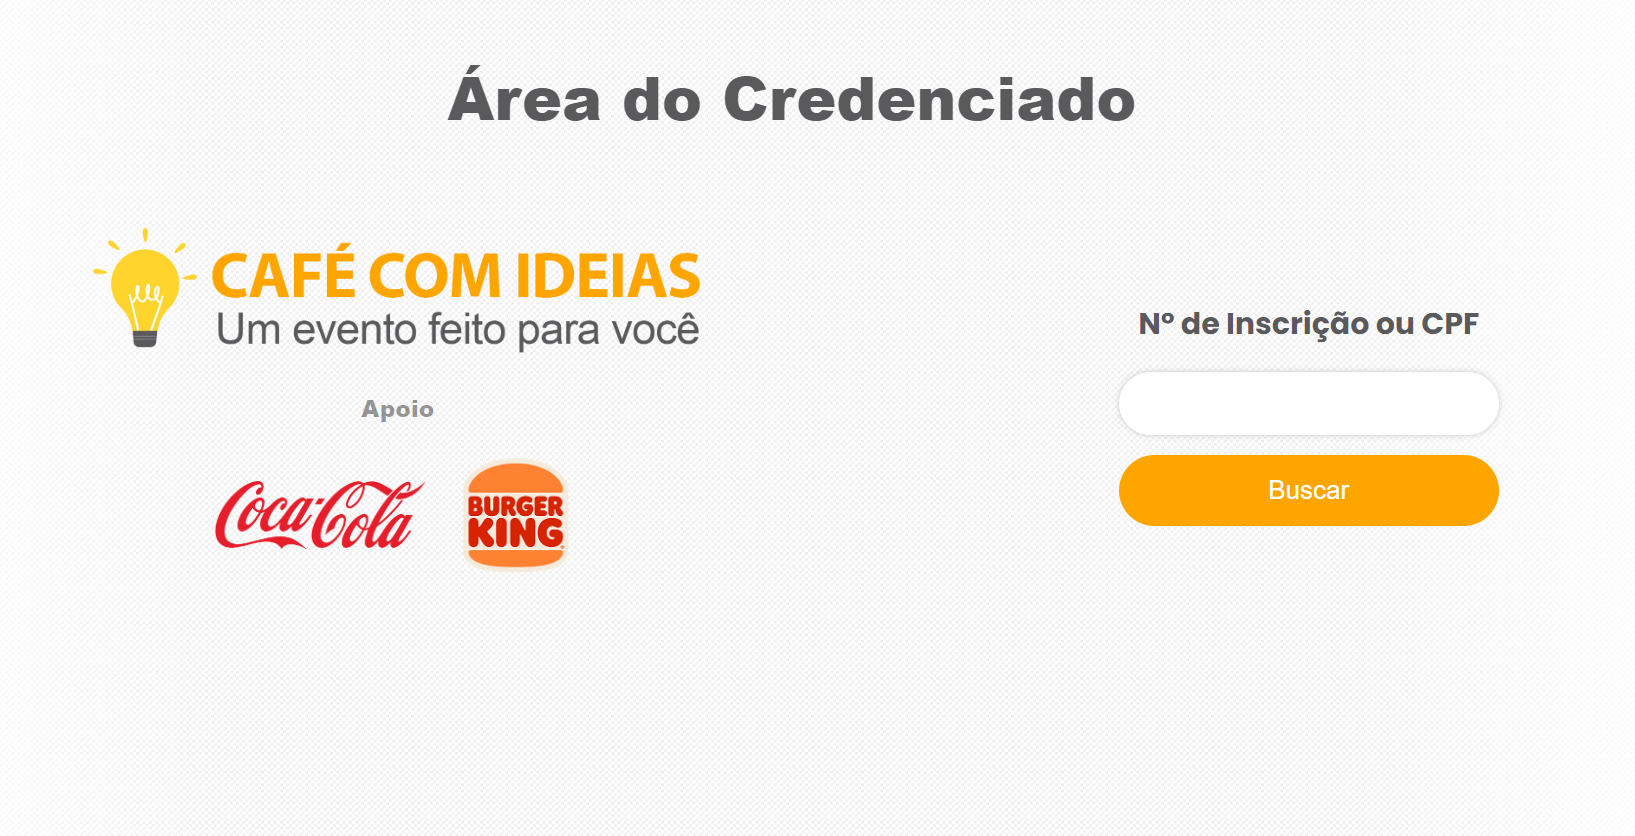 Área do Credenciado
CAFÉ COM IDEIAS
Um evento feito para você
Apoio
Coca-Cola
BURGER
KING
Nº de Inscrição ou CPF
Buscar